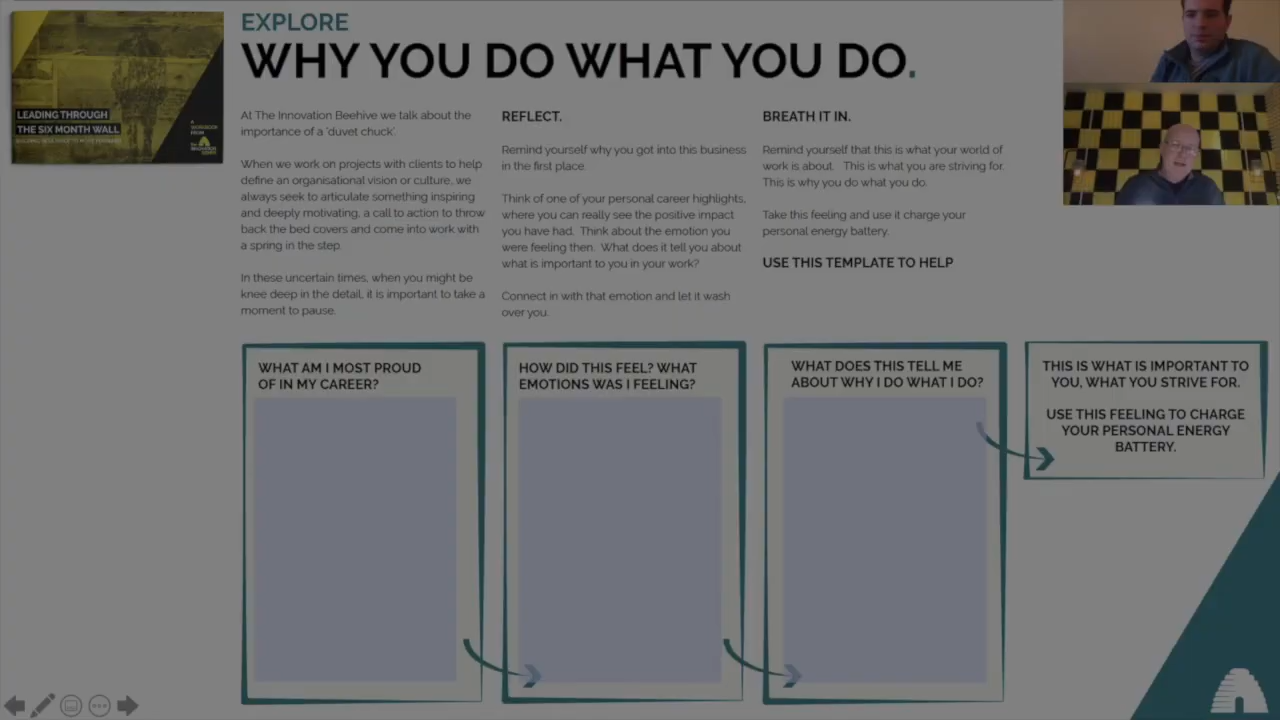 LEADING THROUGH
THE SIX MONTH WALL
A
WORKBOOK
FROM
EXPLORE
WHY YOU DO WHAT YOU DO.
At The Innovation Beehive we talk about the
importance of a 'duvet chuck'.
When we work on projects with clients to help
define an organisational vision or culture, we
always seek to articulate something inspiring
and deeply motivating, a call to action to throw
back the bed covers and come into work with
a spring in the step.
In these uncertain times, when you might be
knee deep in the detail, it is important to take a
moment to pause.
REFLECT.
Remind yourself why you got into this business
in the first place.
Think of one of your personal career highlights,
where you can really see the positive impact
you have had. Think about the emotion you
were feeling then. What does it tell you about
what is important to you in your work?
Connect in with that emotion and let it wash
over you.
BREATH IT IN.
Remind yourself that this is what your world of
work is about. This is what you are striving for.
This is why you do what you do.
Take this feeling and use it charge your
personal energy battery.
USE THIS TEMPLATE TO HELP
WHAT AM I MOST PROUD
OF IN MY CAREER?
HOW DID THIS FEEL? WHAT
EMOTIONS WAS I FEELING?
WHAT DOES THIS TELL ME
ABOUT WHY I DO WHAT I DO?
THIS IS WHAT IS IMPORTANT TO
YOU, WHAT YOU STRIVE FOR.
USE THIS FEELING TO CHARGE
YOUR PERSONAL ENERGY
BATTERY.